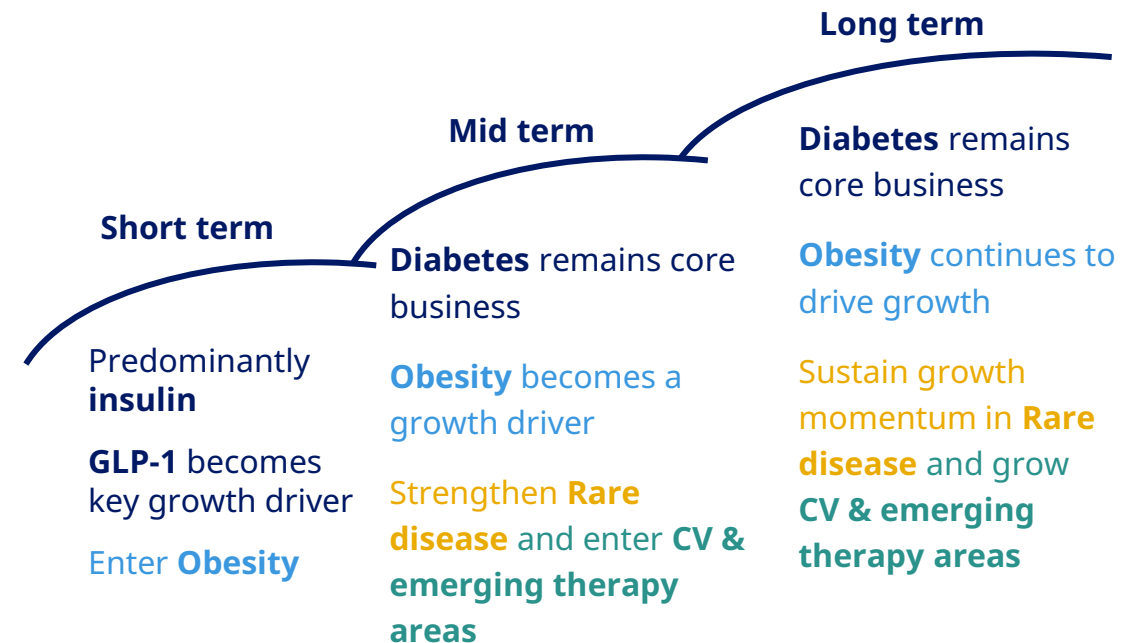 Short term
Predominantly
insulin
GLP-1 becomes
key growth driver
Enter Obesity
Mid term
Diabetes remains core
business
Obesity becomes a
growth driver
Strengthen Rare
disease and enter CV &
emerging therapy
areas
Long term
Diabetes remains
core business
Obesity continues to
drive growth
Sustain growth
momentum in Rare
disease and grow
CV & emerging
therapy areas